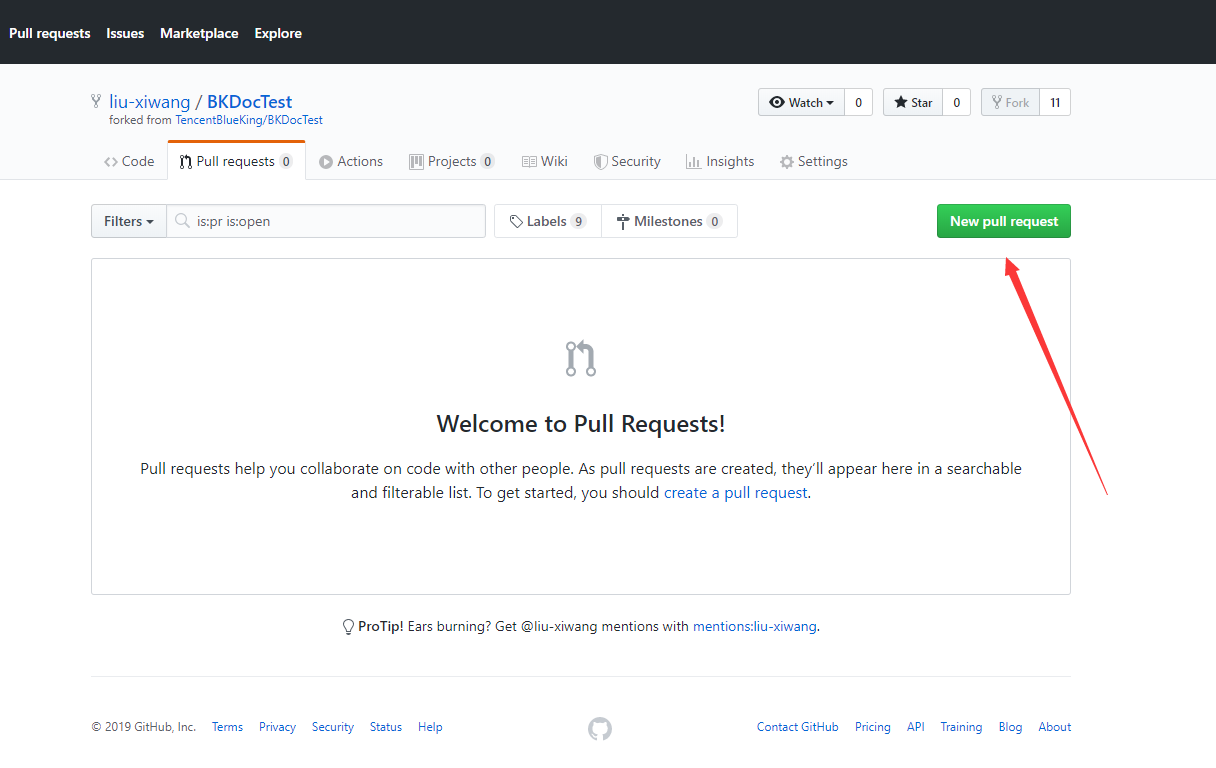 Pull requests Issues Marketplace Explore
liu-xiwang / BKDocTest
Watch 0 Star 0 Fork 11
forked from TencentBlueKing/BKDocTest
Code Pull requests 0 Actions Projects 0 Wiki Security Insights Settings
Filters is:pr is:open Labels 9 Milestones 0 New pull request
Welcome to Pull Requests!
Pull requests help you collaborate on code with other people. As pull requests are created, they’ll appear here in a searchable
and filterable list. To get started, you should create a pull request.
ProTip! Ears burning? Get @liu-xiwang mentions with mentions:liu-xiwang.
© 2019 GitHub, Inc. Terms Privacy Security Status Help Contact GitHub Pricing API Training Blog About